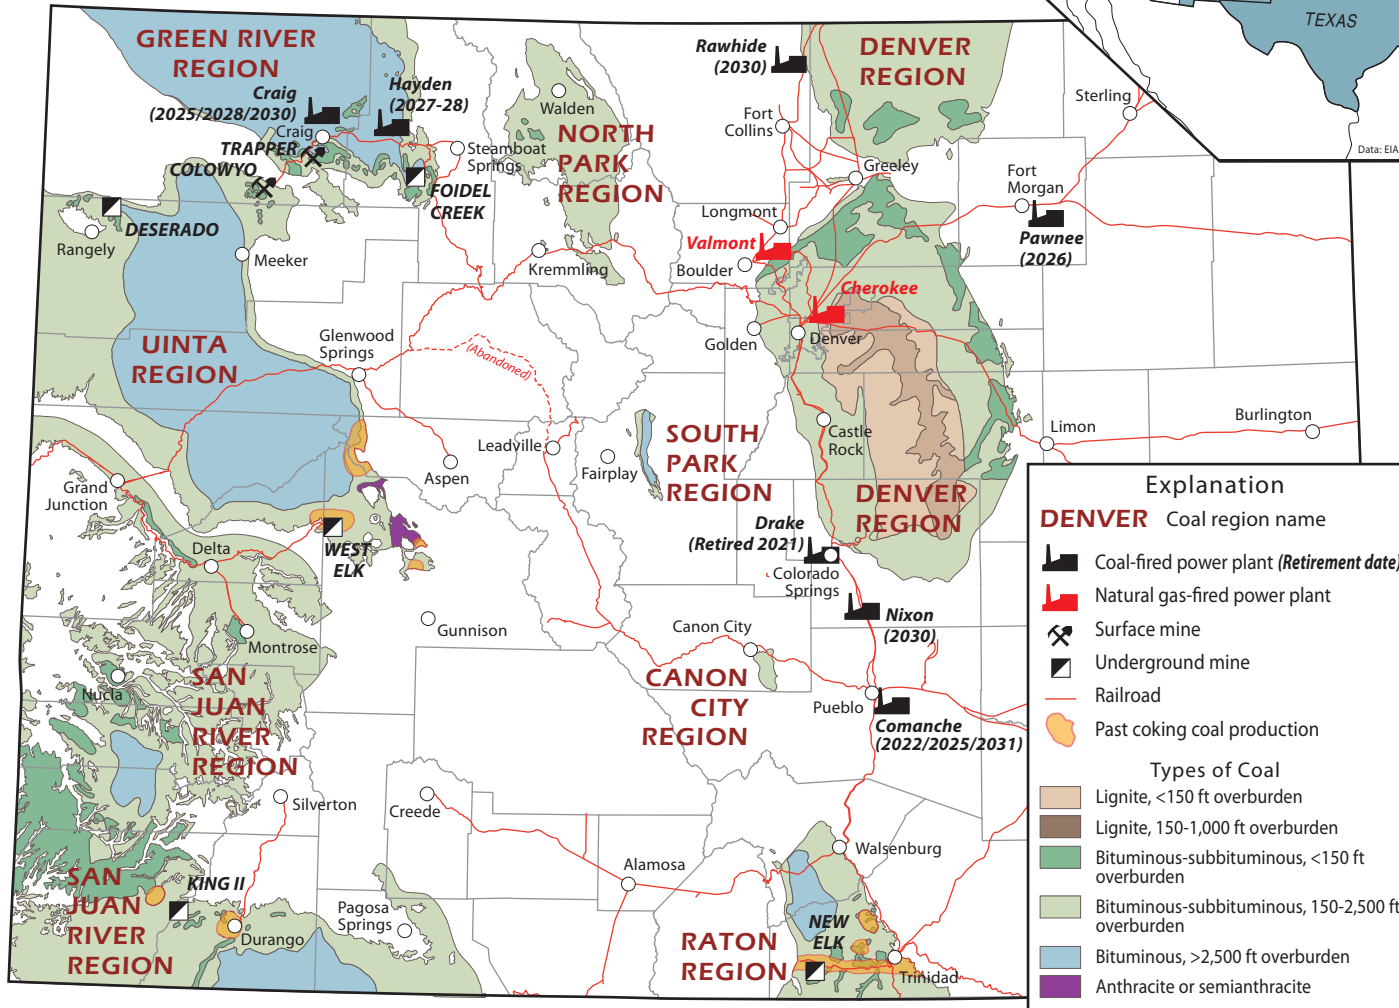 TEXAS
Data: EIA
GREEN RIVER
REGION
Craig
(2025/2028/2030)
Hayden
(2027-28)
Craig
TRAPPER
COLOWYO
Steamboat
Springs
FOIDEL
CREEK
Walden
NORTH
PARK
REGION
Rawhide
(2030)
DENVER
REGION
Fort
Collins
Greeley
Sterling
Fort
Morgan
Pawnee
(2026)
Longmont
Valmont
Boulder
Cherokee
Golden
Denver
DESERADO
Rangely
Meeker
Kremmling
UINTA
REGION
Glenwood
Springs
(Abandoned)
Leadville
Aspen
Fairplay
SOUTH
PARK
REGION
Castle
Rock
DENVER
REGION
Limon
Burlington
Grand
Junction
Delta
WEST
ELK
Drake
(Retired 2021)
Colorado
Springs
Nixon
(2030)
Gunnison
Montrose
Nucla
SAN
JUAN
RIVER
REGION
Canon City
CANON
CITY
REGION
Pueblo
Comanche
(2022/2025/2031)
Silverton
Creede
Alamosa
Walsenburg
SAN
JUAN
RIVER
REGION
KING II
Durango
Pagosa
Springs
RATON
REGION
NEW
ELK
Trinidad
Explanation
DENVER Coal region name
Coal-fired power plant (Retirement date)
Natural gas-fired power plant
Surface mine
Underground mine
Railroad
Past coking coal production
Types of Coal
Lignite, <150 ft overburden
Lignite, 150-1,000 ft overburden
Bituminous-subbituminous, <150 ft
overburden
Bituminous-subbituminous, 150-2,500 ft
overburden
Bituminous, >2,500 ft overburden
Anthracite or semianthracite